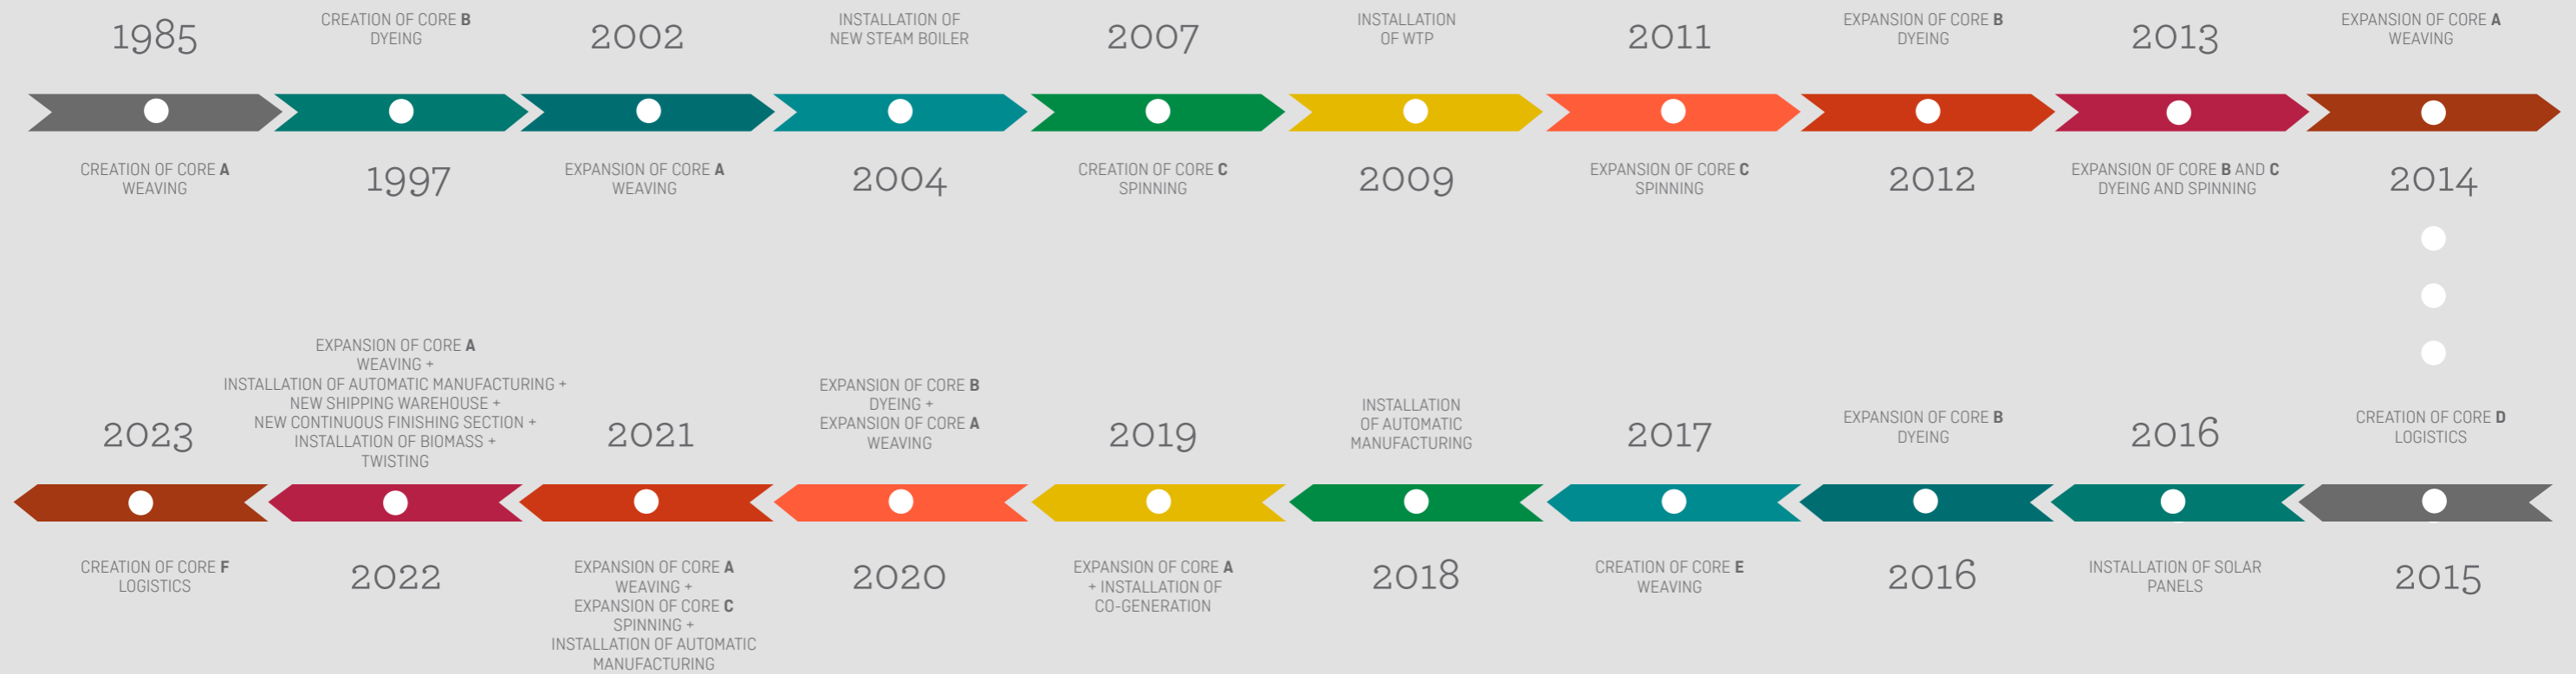 1985
CREATION OF CORE A
WEAVING
CREATION OF CORE B
DYEING
1997
2002
EXPANSION OF CORE A
WEAVING
INSTALLATION OF
NEW STEAM BOILER
2004
2007
CREATION OF CORE C
SPINNING
INSTALLATION
OF WTP
2009
2011
EXPANSION OF CORE C
SPINNING
EXPANSION OF CORE B
DYEING
2012
2013
EXPANSION OF CORE B AND C
DYEING AND SPINNING
EXPANSION OF CORE A
WEAVING
2014
CREATION OF CORE D
LOGISTICS
2015
2016
INSTALLATION OF SOLAR
PANELS
EXPANSION OF CORE B
DYEING
2016
2017
CREATION OF CORE E
WEAVING
INSTALLATION
OF AUTOMATIC
MANUFACTURING
2018
2019
EXPANSION OF CORE A
+ INSTALLATION OF
CO-GENERATION
EXPANSION OF CORE B
DYEING +
EXPANSION OF CORE A
WEAVING
2020
2021
EXPANSION OF CORE A
WEAVING +
EXPANSION OF CORE C
SPINNING +
INSTALLATION OF AUTOMATIC
MANUFACTURING
EXPANSION OF CORE A
WEAVING +
INSTALLATION OF AUTOMATIC MANUFACTURING +
NEW SHIPPING WAREHOUSE +
NEW CONTINUOUS FINISHING SECTION +
INSTALLATION OF BIOMASS +
TWISTING
2022
2023
CREATION OF CORE F
LOGISTICS